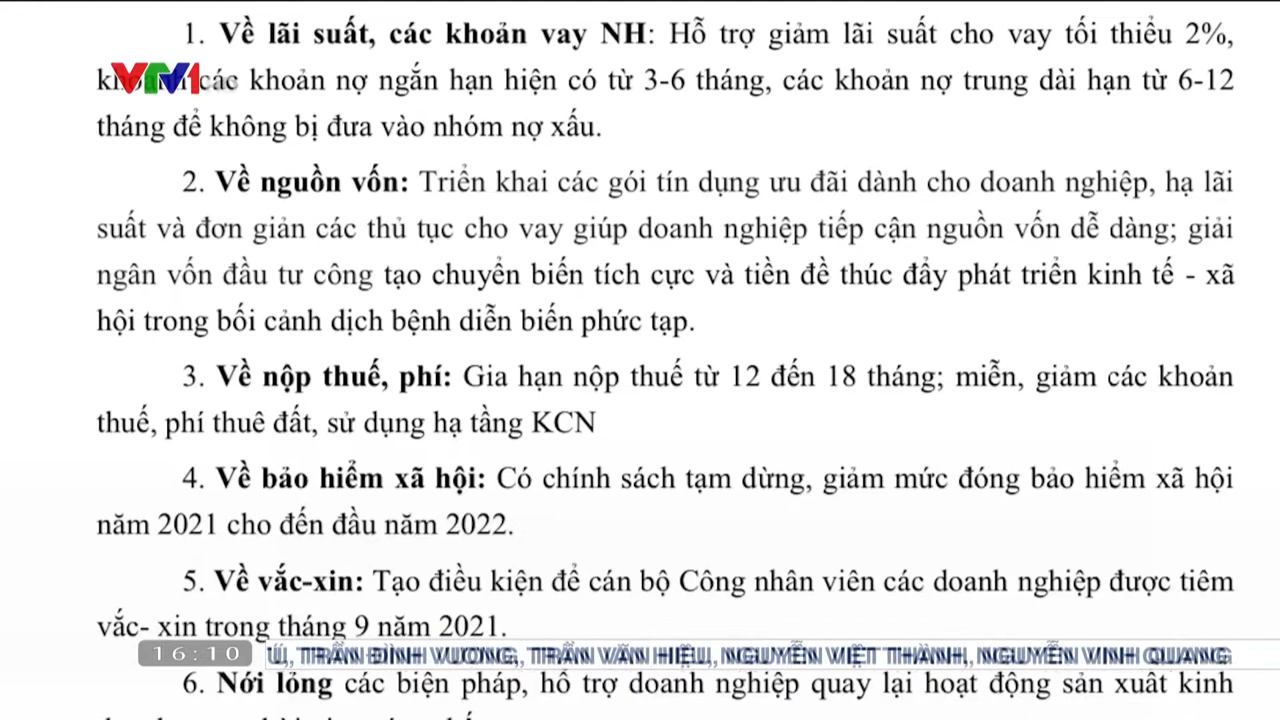 1. Về lãi suất, các khoản vay NH: Hỗ trợ giảm lãi suất cho vay tối thiểu 2%,
VTV1
các khoản nợ ngắn hạn hiện có từ 3-6 tháng, các khoản nợ trung dài hạn từ 6-12
tháng để không bị đưa vào nhóm nợ xấu.
2. Về nguồn vốn: Triển khai các gói tín dụng ưu đãi dành cho doanh nghiệp, hạ lãi
suất và đơn giản các thủ tục cho vay giúp doanh nghiệp tiếp cận nguồn vốn dễ dàng; giải
ngân vốn đầu tư công tạo chuyển biến tích cực và tiền đề thúc đẩy phát triển kinh tế - xã
hội trong bối cảnh dịch bệnh diễn biến phức tạp.
3. Về nộp thuế, phí: Gia hạn nộp thuế từ 12 đến 18 tháng; miễn, giảm các khoản
thuế, phí thuê đất, sử dụng hạ tầng KCN
4. Về bảo hiểm xã hội: Có chính sách tạm dừng, giảm mức đóng bảo hiểm xã hội
năm 2021 cho đến đầu năm 2022.
5. Về vắc-xin: Tạo điều kiện để cán bộ Công nhân viên các doanh nghiệp được tiêm
vắc- xin trong tháng 9 năm 2021.
16:10 Ú, TRẦN ĐÌNH VƯƠNG, TRẦN VĂN HIỆU, NGUYỄN VIỆT THÀNH, NGUYỄN VINH QUANG
6. Nới lỏng các biện pháp, hỗ trợ doanh nghiệp quay lại hoạt động sản xuất kinh